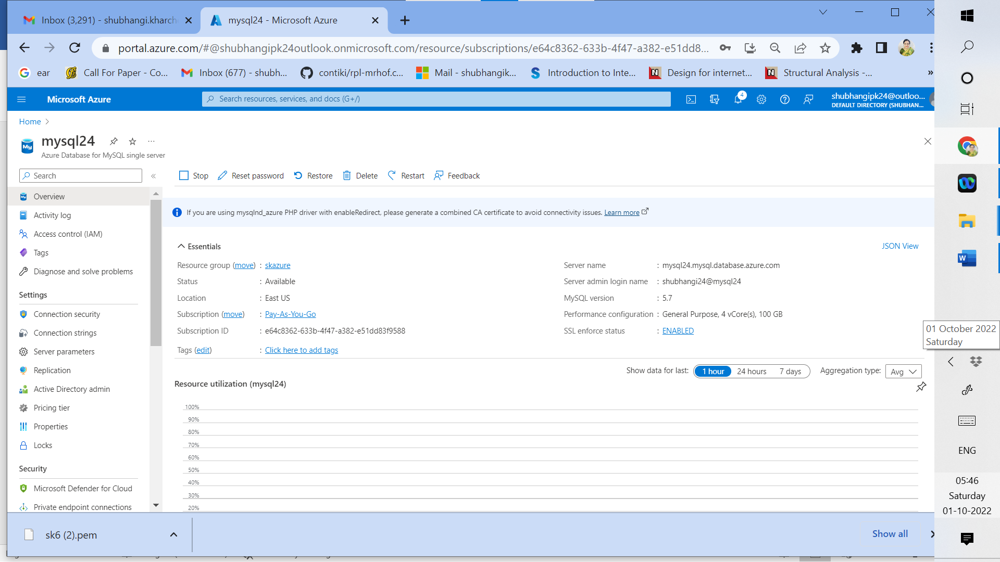 Inbox (3,291) - shubhangi.kharch
mysql24 - Microsoft Azure
portal.azure.com/#@shubhangipk24outlook.onmicrosoft.com/resource/subscriptions/e64c8362-633b-4f47-a382-e51dd8...
ear
Call For Paper - Co...
Inbox (677) - shubh...
contiki/rpl-mrhof.c...
Mail - shubhangik...
Introduction to Inte...
Design for internet...
Structural Analysis -...
»
Microsoft Azure
Search resources, services, and docs (G+/)
4
shubhangipk24@outloo...
DEFAULT DIRECTORY (SHUBHAN...
Home >
mysql24
...
Azure Database for MySQL single server
Search
«
Stop
Reset password
Restore
Delete
Restart
Feedback
Overview
Activity log
Access control (IAM)
Tags
Diagnose and solve problems
Settings
Connection security
Connection strings
Server parameters
Replication
Active Directory admin
Pricing tier
Properties
Locks
Security
Microsoft Defender for Cloud
Private endpoint connections
If you are using mysqlnd_azure PHP driver with enableRedirect, please generate a combined CA certificate to avoid connectivity issues. Learn more
Essentials
JSON View
Resource group (move) : skazure
Status : Available
Location : East US
Subscription (move) : Pay-As-You-Go
Subscription ID : e64c8362-633b-4f47-a382-e51dd83f9588
Tags (edit) : Click here to add tags
Server name : mysql24.mysql.database.azure.com
Server admin login name : shubhangi24@mysql24
MySQL version : 5.7
Performance configuration : General Purpose, 4 vCore(s), 100 GB
SSL enforce status : ENABLED
Show data for last: 1 hour 24 hours 7 days Aggregation type: Avg
Resource utilization (mysql24)
100%
90%
80%
70%
60%
50%
40%
30%
20%
sk6 (2).pem
Show all
01 October 2022
Saturday
ENG
05:46
Saturday
01-10-2022